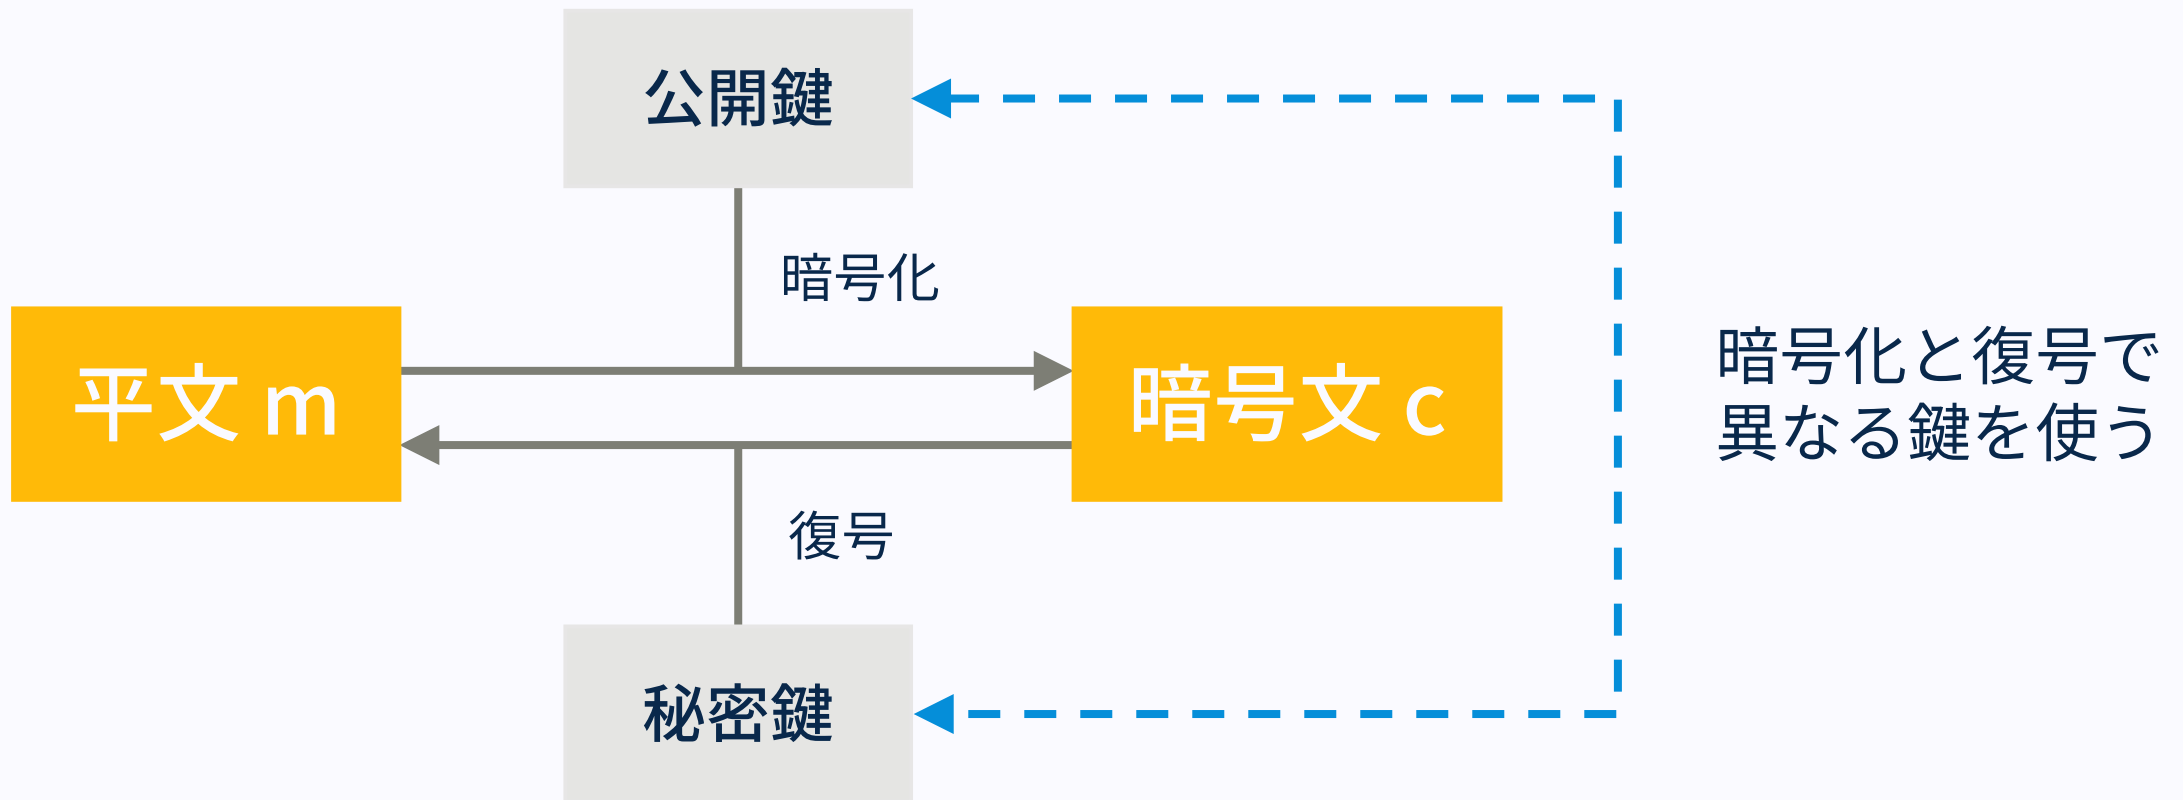 公開鍵
暗号化
平文 m
暗号文 c
暗号化と復号で
異なる鍵を使う
復号
秘密鍵